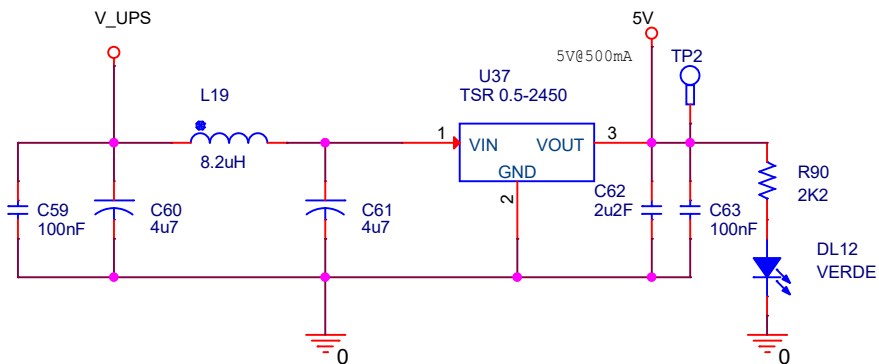 V_UPS
5V
5V@500mA
TP2
U37
TSR 0.5-2450
L19
8.2uH
1
VIN
VOUT
3
GND
2
C59
100nF
C60
4u7
C61
4u7
C62
2u2F
C63
100nF
R90
2K2
DL12
VERDE
0
0